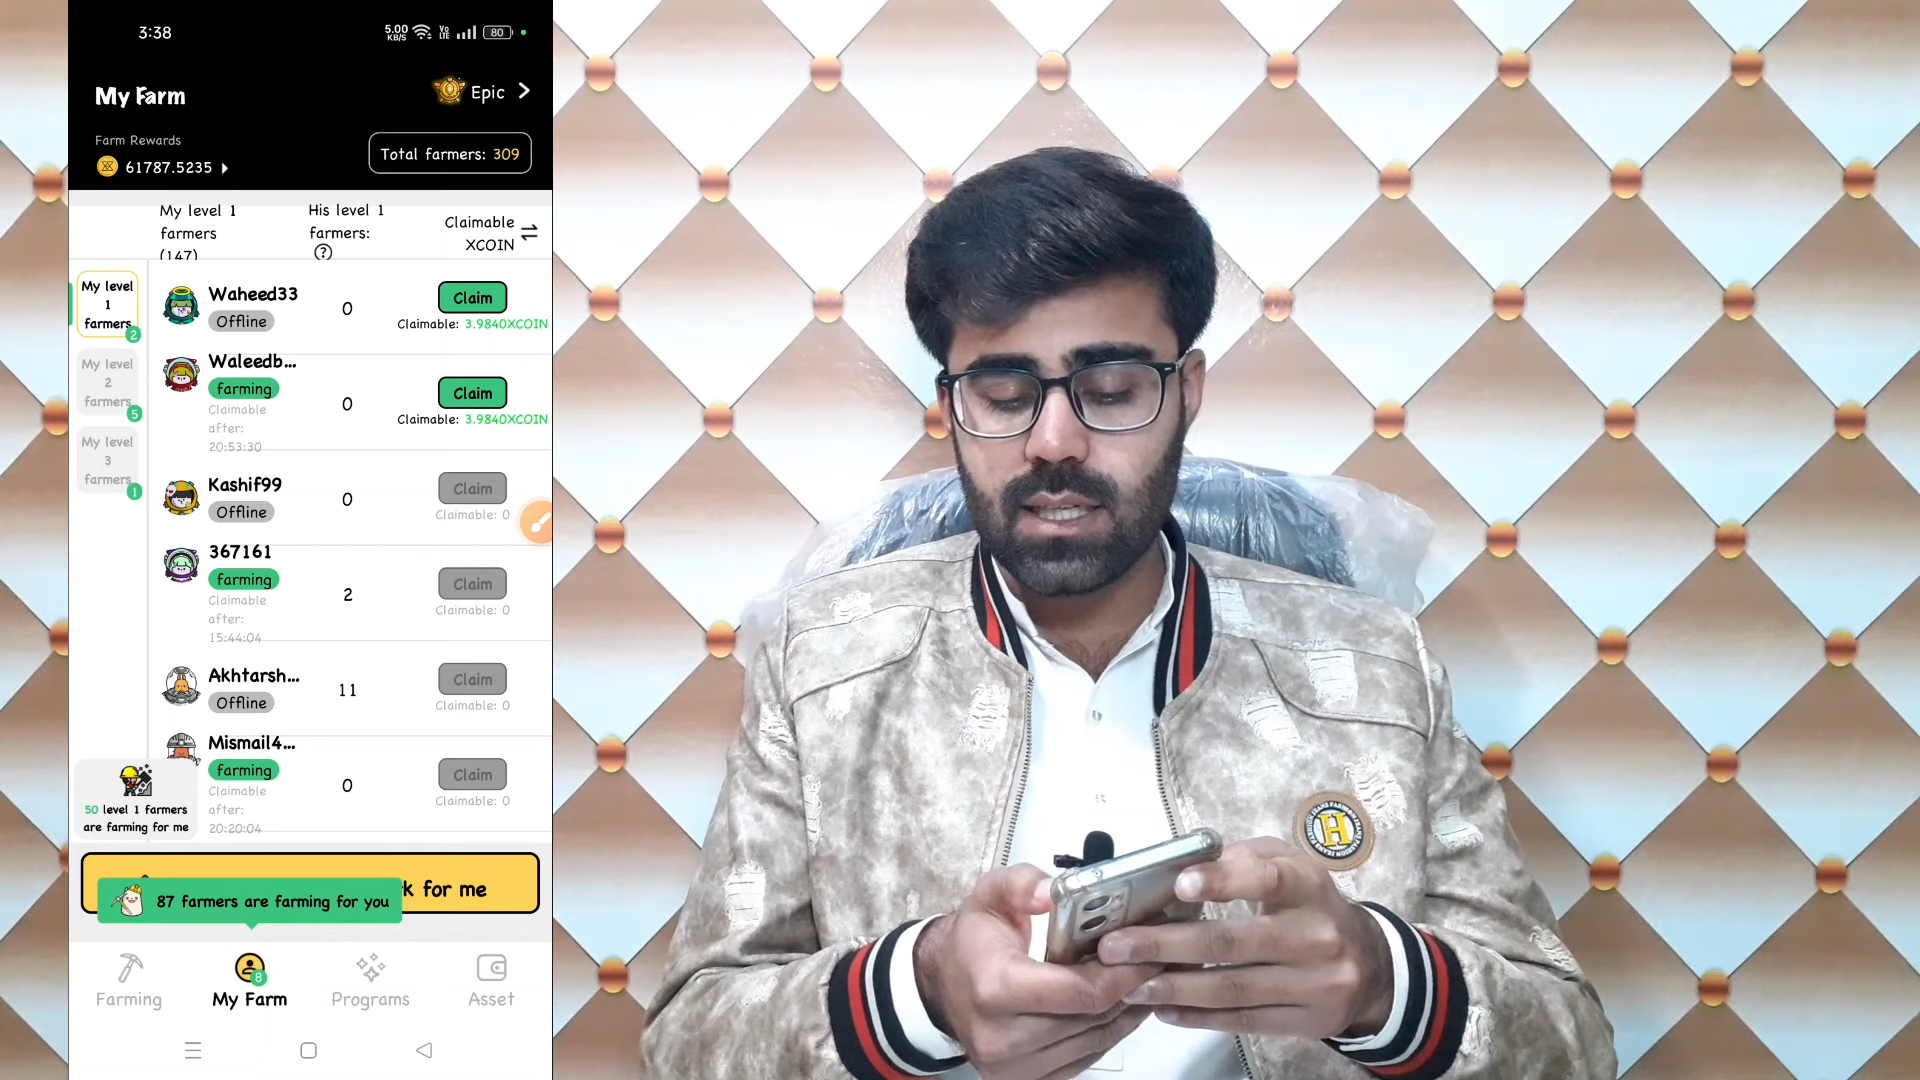 3:38
5.00 KB/S
Vo LTE
80
My Farm
Epic
Farm Rewards
61787.5235
Total farmers: 309
My level 1
farmers
(147)
His level 1
farmers:
?
Claimable
XCOIN
My level
1
farmers
2
My level
2
farmers
5
My level
3
farmers
1
Waheed33
Offline
0
Claim
Claimable: 3.9840XCOIN
Waleedb...
farming
Claimable
after:
20:53:30
0
Claim
Claimable: 3.9840XCOIN
Kashif99
Offline
0
Claim
Claimable: 0
367161
farming
Claimable
after:
15:44:04
2
Claim
Claimable: 0
Akhtarsh...
Offline
11
Claim
Claimable: 0
Mismail4...
farming
Claimable
after:
20:20:04
0
Claim
Claimable: 0
50 level 1 farmers
are farming for me
k for me
87 farmers are farming for you
Farming
8
My Farm
Programs
Asset
H